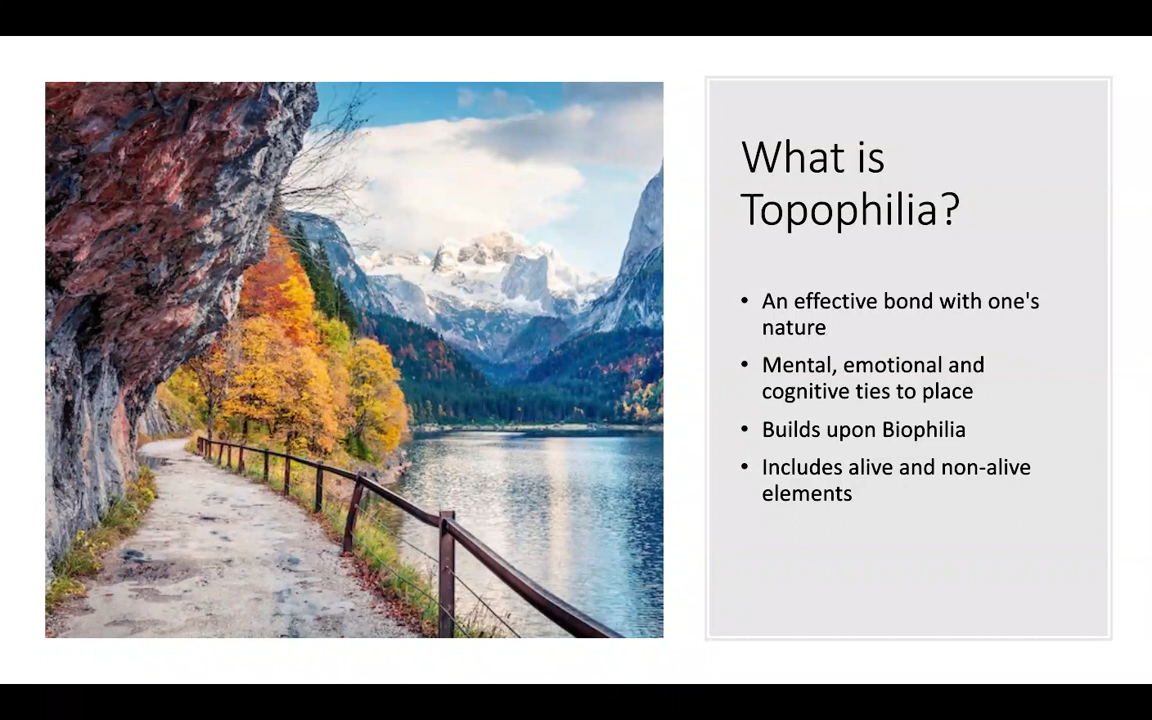 What is
Topophilia?
• An effective bond with one's
nature
• Mental, emotional and
cognitive ties to place
• Builds upon Biophilia
• Includes alive and non-alive
elements